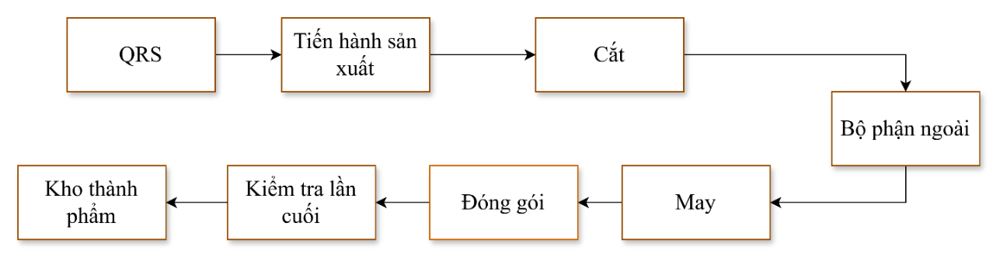 QRS
Tiến hành sản
xuất
Cắt
Bộ phận ngoài
May
Đóng gói
Kiểm tra lần
cuối
Kho thành
phẩm